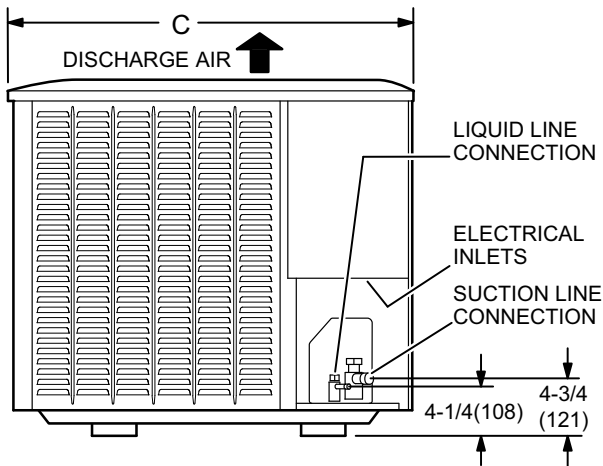 C
DISCHARGE AIR
LIQUID LINE
CONNECTION
ELECTRICAL
INLETS
SUCTION LINE
CONNECTION
4-1/4(108)
4-3/4
(121)